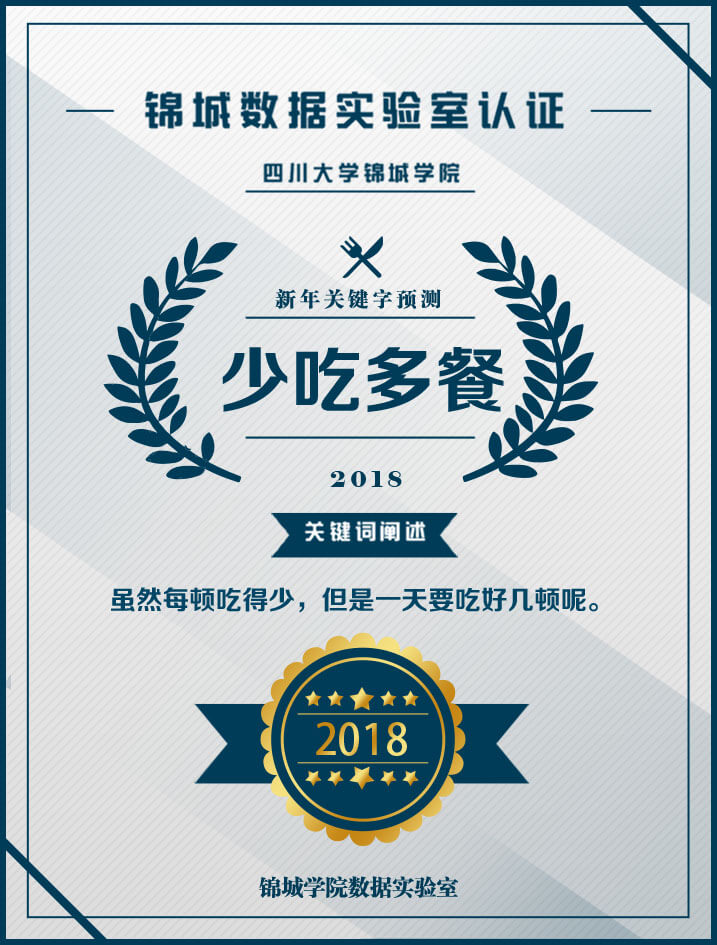 锦城数据实验室认证
四川大学锦城学院
新年关键字预测
少吃多餐
2018
关键词阐述
虽然每顿吃得少，但是一天要吃好几顿呢。
2018
锦城学院数据实验室